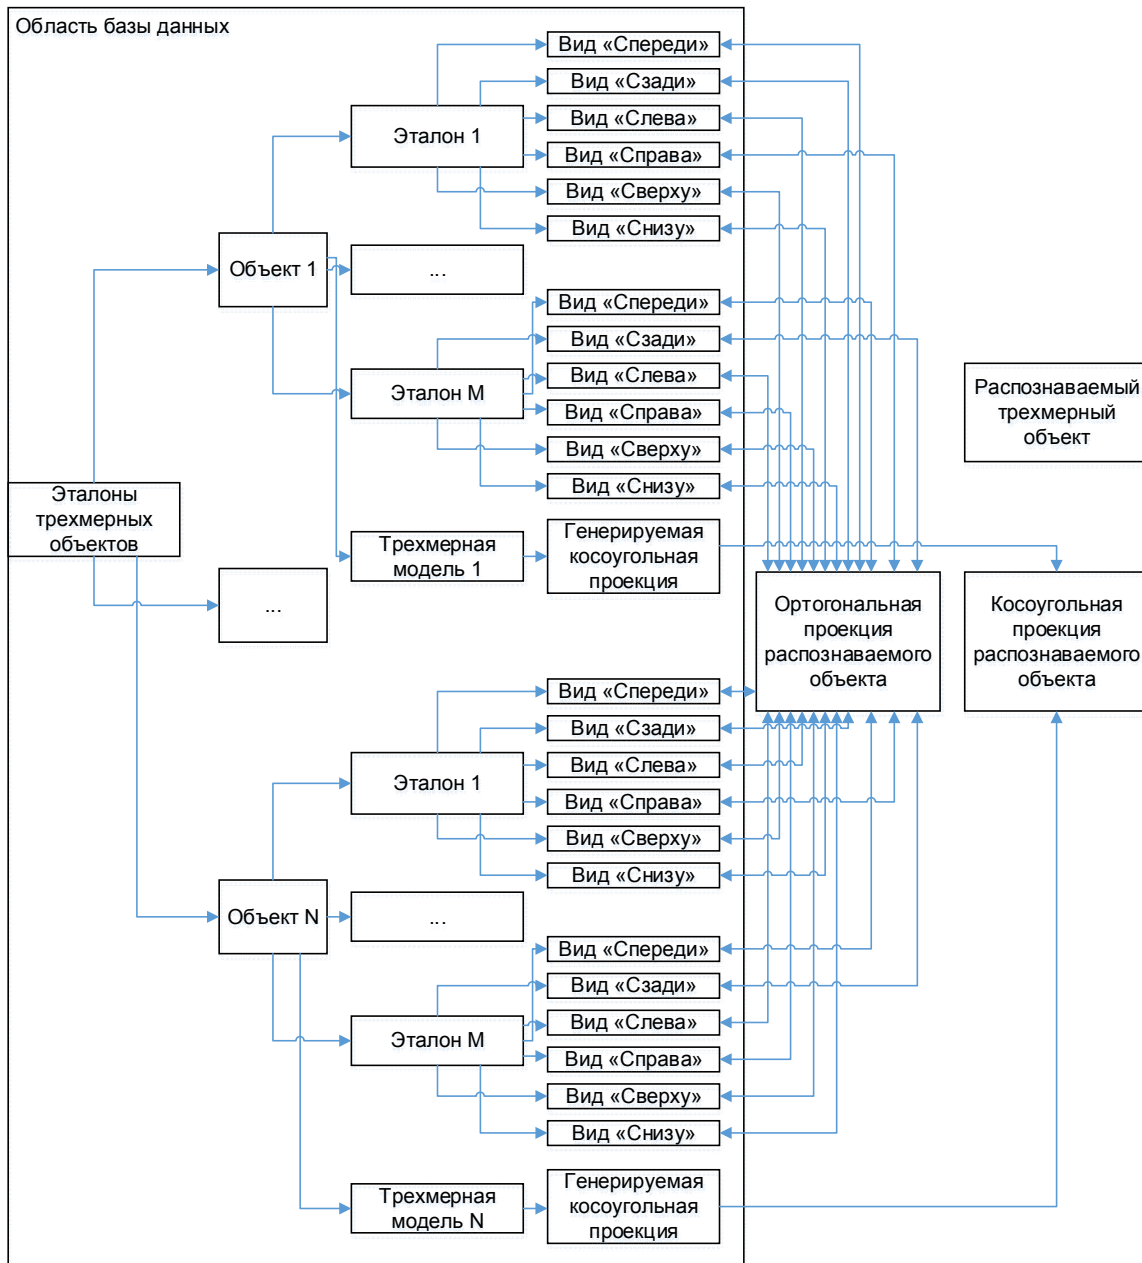 Область базы данных
Вид «Спереди»
Вид «Сзади»
Вид «Слева»
Вид «Справа»
Вид «Сверху»
Вид «Снизу»
Эталон 1
Объект 1
...
Вид «Спереди»
Вид «Сзади»
Вид «Слева»
Вид «Справа»
Вид «Сверху»
Вид «Снизу»
Эталон M
Распознаваемый
трехмерный
объект
Эталоны
трехмерных
объектов
Трехмерная
модель 1
Генерируемая
косоугольная
проекция
...
Ортогональная
проекция
распознаваемого
объекта
Косоугольная
проекция
распознаваемого
объекта
Вид «Спереди»
Вид «Сзади»
Вид «Слева»
Вид «Справа»
Вид «Сверху»
Вид «Снизу»
Эталон 1
Объект N
...
Вид «Спереди»
Вид «Сзади»
Вид «Слева»
Вид «Справа»
Вид «Сверху»
Вид «Снизу»
Эталон M
Трехмерная
модель N
Генерируемая
косоугольная
проекция